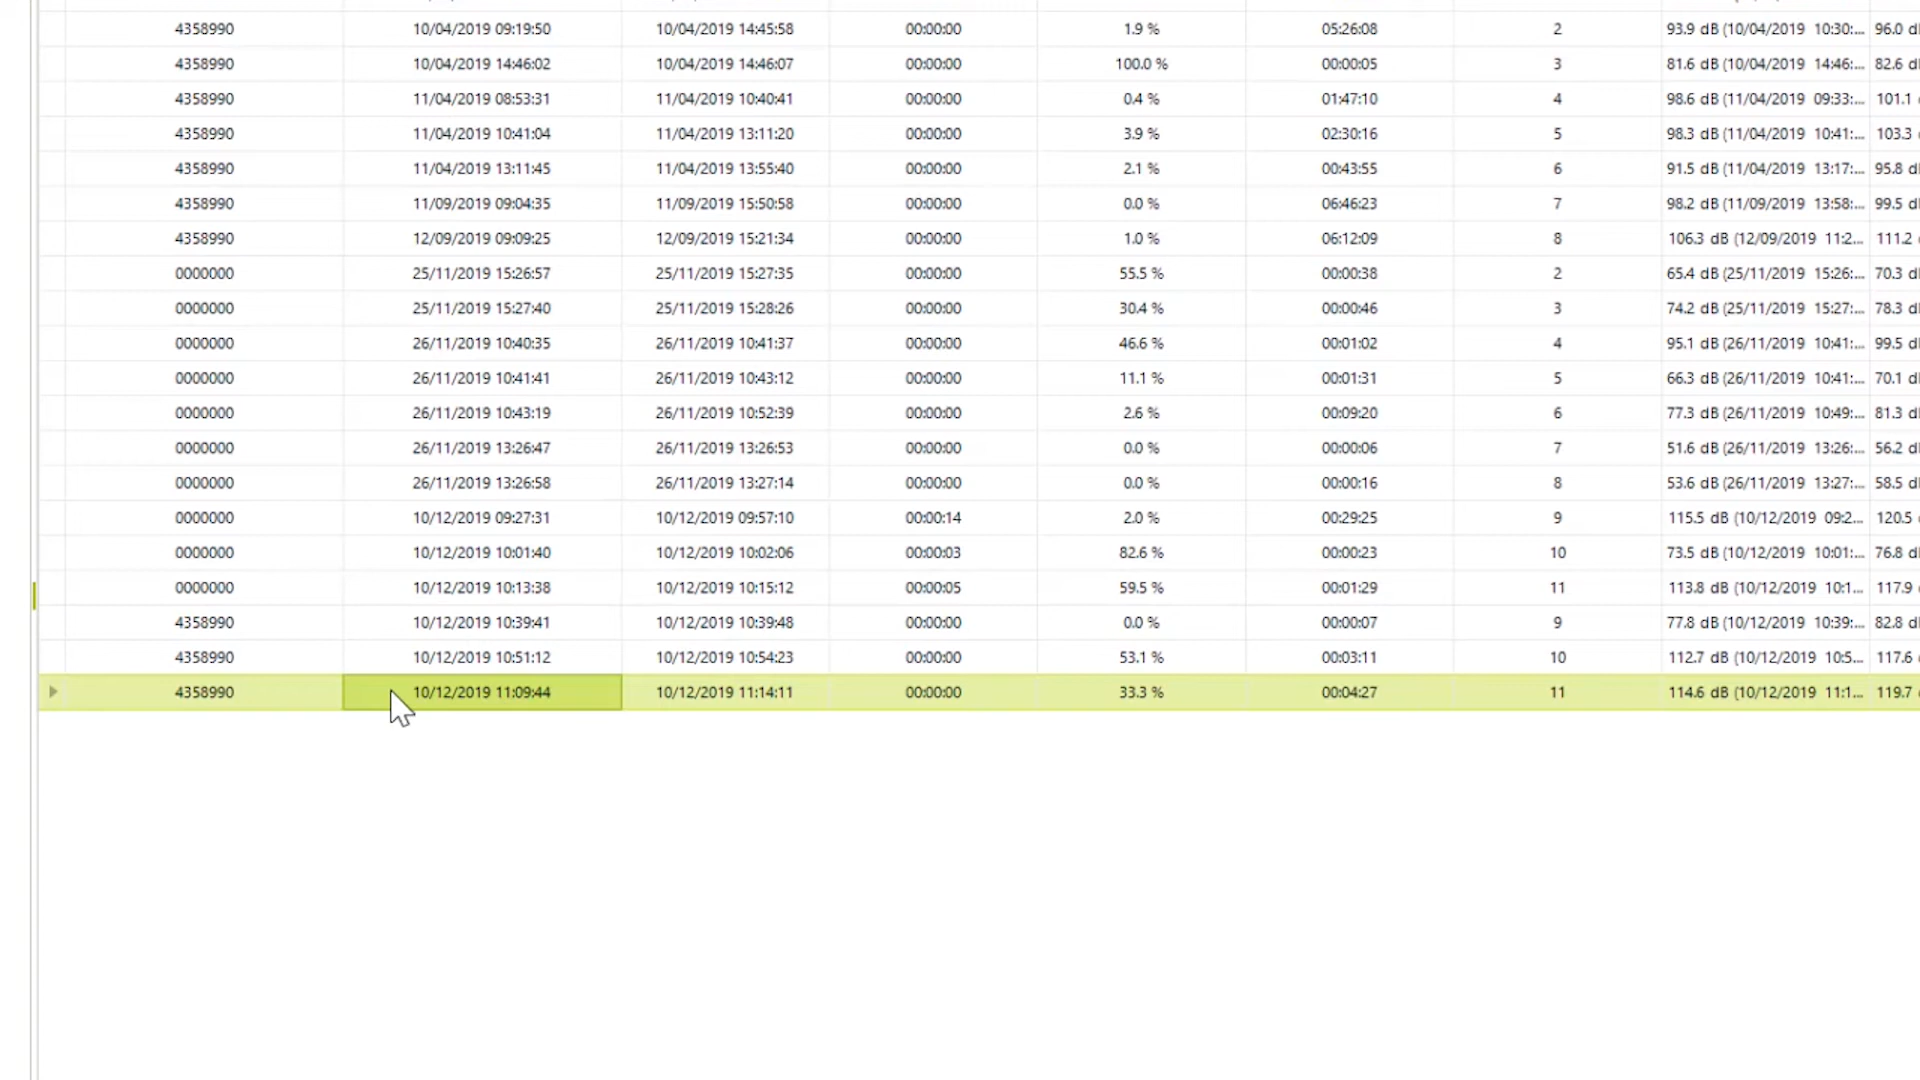 4358990 10/04/2019 09:19:50 10/04/2019 14:45:58 00:00:00 1.9 % 05:26:08 2 93.9 dB (10/04/2019 10:30:... 96.0 d
4358990 10/04/2019 14:46:02 10/04/2019 14:46:07 00:00:00 100.0 % 00:00:05 3 81.6 dB (10/04/2019 14:46:... 82.6 d
4358990 11/04/2019 08:53:31 11/04/2019 10:40:41 00:00:00 0.4 % 01:47:10 4 98.6 dB (11/04/2019 09:33:... 101.1
4358990 11/04/2019 10:41:04 11/04/2019 13:11:20 00:00:00 3.9 % 02:30:16 5 98.3 dB (11/04/2019 10:41:... 103.3
4358990 11/04/2019 13:11:45 11/04/2019 13:55:40 00:00:00 2.1 % 00:43:55 6 91.5 dB (11/04/2019 13:17:... 95.8 d
4358990 11/09/2019 09:04:35 11/09/2019 15:50:58 00:00:00 0.0 % 06:46:23 7 98.2 dB (11/09/2019 13:58:... 99.5 d
4358990 12/09/2019 09:09:25 12/09/2019 15:21:34 00:00:00 1.0 % 06:12:09 8 106.3 dB (12/09/2019 11:2... 111.2
0000000 25/11/2019 15:26:57 25/11/2019 15:27:35 00:00:00 55.5 % 00:00:38 2 65.4 dB (25/11/2019 15:26:... 70.3 d
0000000 25/11/2019 15:27:40 25/11/2019 15:28:26 00:00:00 30.4 % 00:00:46 3 74.2 dB (25/11/2019 15:27:... 78.3 d
0000000 26/11/2019 10:40:35 26/11/2019 10:41:37 00:00:00 46.6 % 00:01:02 4 95.1 dB (26/11/2019 10:41:... 99.5 d
0000000 26/11/2019 10:41:41 26/11/2019 10:43:12 00:00:00 11.1 % 00:01:31 5 66.3 dB (26/11/2019 10:41:... 70.1 d
0000000 26/11/2019 10:43:19 26/11/2019 10:52:39 00:00:00 2.6 % 00:09:20 6 77.3 dB (26/11/2019 10:49:... 81.3 d
0000000 26/11/2019 13:26:47 26/11/2019 13:26:53 00:00:00 0.0 % 00:00:06 7 51.6 dB (26/11/2019 13:26:... 56.2 d
0000000 26/11/2019 13:26:58 26/11/2019 13:27:14 00:00:00 0.0 % 00:00:16 8 53.6 dB (26/11/2019 13:27:... 58.5 d
0000000 10/12/2019 09:27:31 10/12/2019 09:57:10 00:00:14 2.0 % 00:29:25 9 115.5 dB (10/12/2019 09:2... 120.5
0000000 10/12/2019 10:01:40 10/12/2019 10:02:06 00:00:03 82.6 % 00:00:23 10 73.5 dB (10/12/2019 10:01:... 76.8 d
0000000 10/12/2019 10:13:38 10/12/2019 10:15:12 00:00:05 59.5 % 00:01:29 11 113.8 dB (10/12/2019 10:1... 117.9
4358990 10/12/2019 10:39:41 10/12/2019 10:39:48 00:00:00 0.0 % 00:00:07 9 77.8 dB (10/12/2019 10:39:... 82.8 d
4358990 10/12/2019 10:51:12 10/12/2019 10:54:23 00:00:00 53.1 % 00:03:11 10 112.7 dB (10/12/2019 10:5... 117.6
4358990 10/12/2019 11:09:44 10/12/2019 11:14:11 00:00:00 33.3 % 00:04:27 11 114.6 dB (10/12/2019 11:1... 119.7